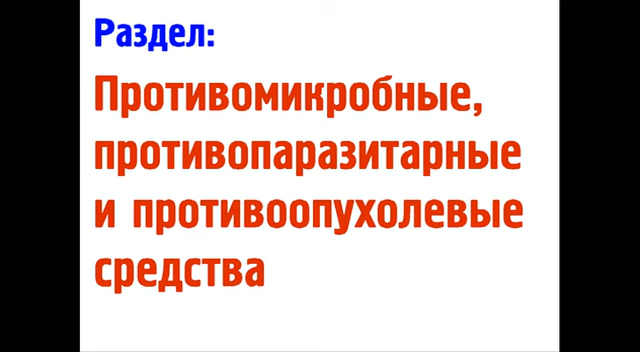 Раздел:
Противомикробные,
противопаразитарные
и противоопухолевые
средства